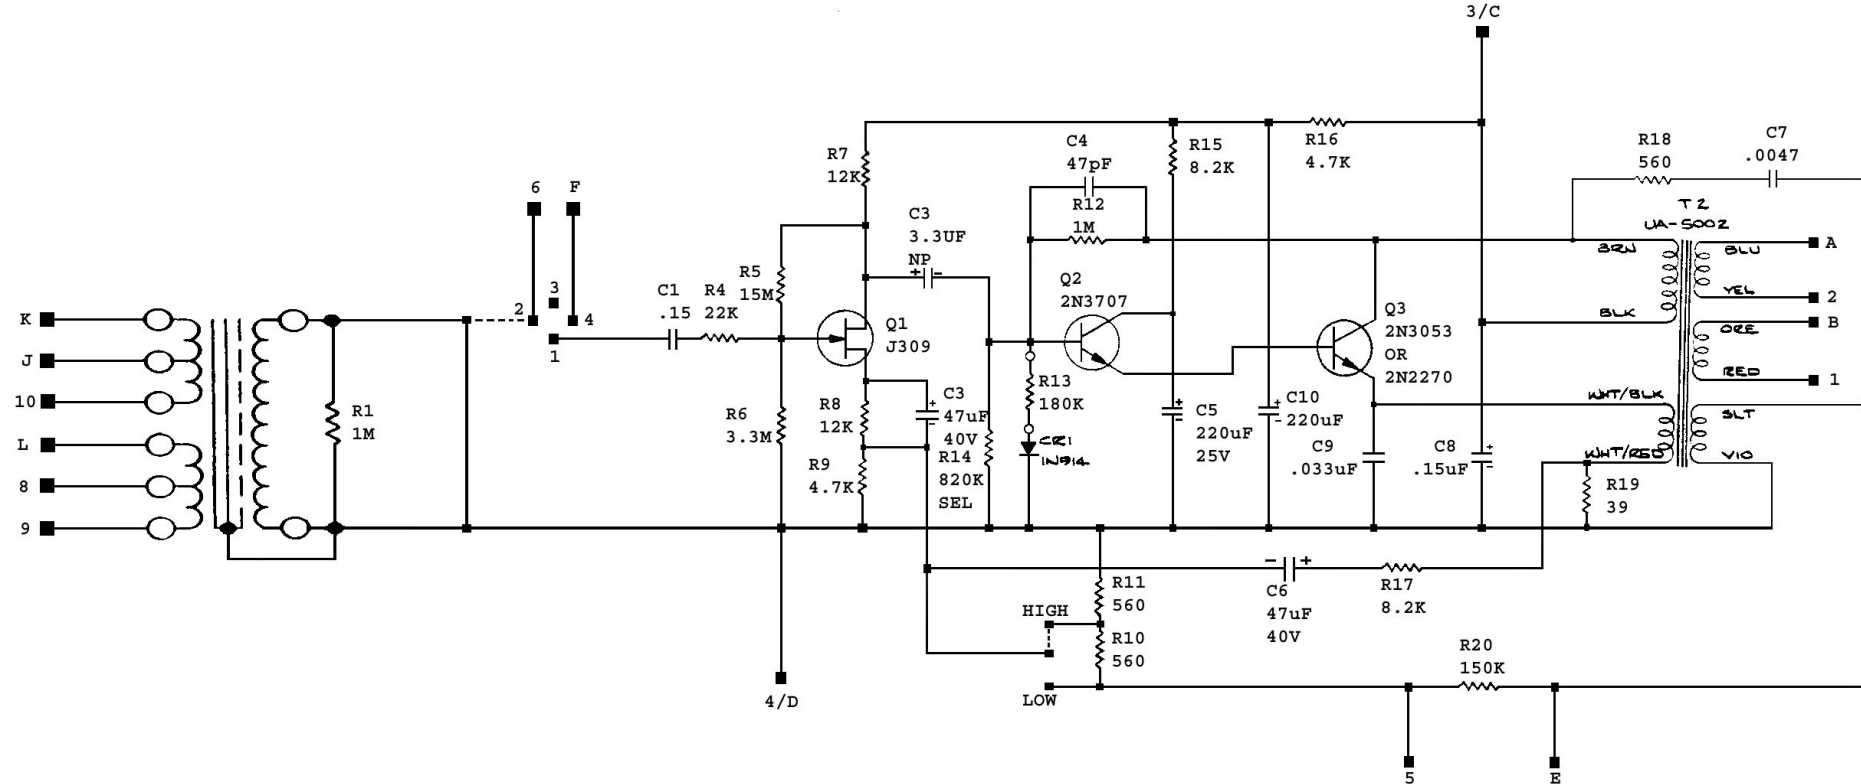 3/C
R7
12K
C4
47pF
R12
1M
R15
8.2K
R16
4.7K
R18
560
C7
.0047
T2
UA-5002
6 F
C3
3.3UF
NP
+ -
BRN
BLU
A
YEL
2
BLK
ORE
B
RED
1
R5
15M
3
2
4
1
C1
.15
R4
22K
Q1
J309
Q2
2N3707
Q3
2N3053
OR
2N2270
K
J
10
L
8
9
R1
1M
R6
3.3M
R8
12K
R9
4.7K
+
-
C3
47uF
40V
R14
820K
SEL
R13
180K
CR1
IN914
+
-
C5
220uF
25V
+
-
C10
220uF
C9
.033uF
C8
.15uF
+
-
WHT/BLK
SLT
WHT/RED
VIO
R19
39
- +
C6
47uF
40V
R17
8.2K
R11
560
HIGH
R10
560
LOW
R20
150K
4/D
5
E